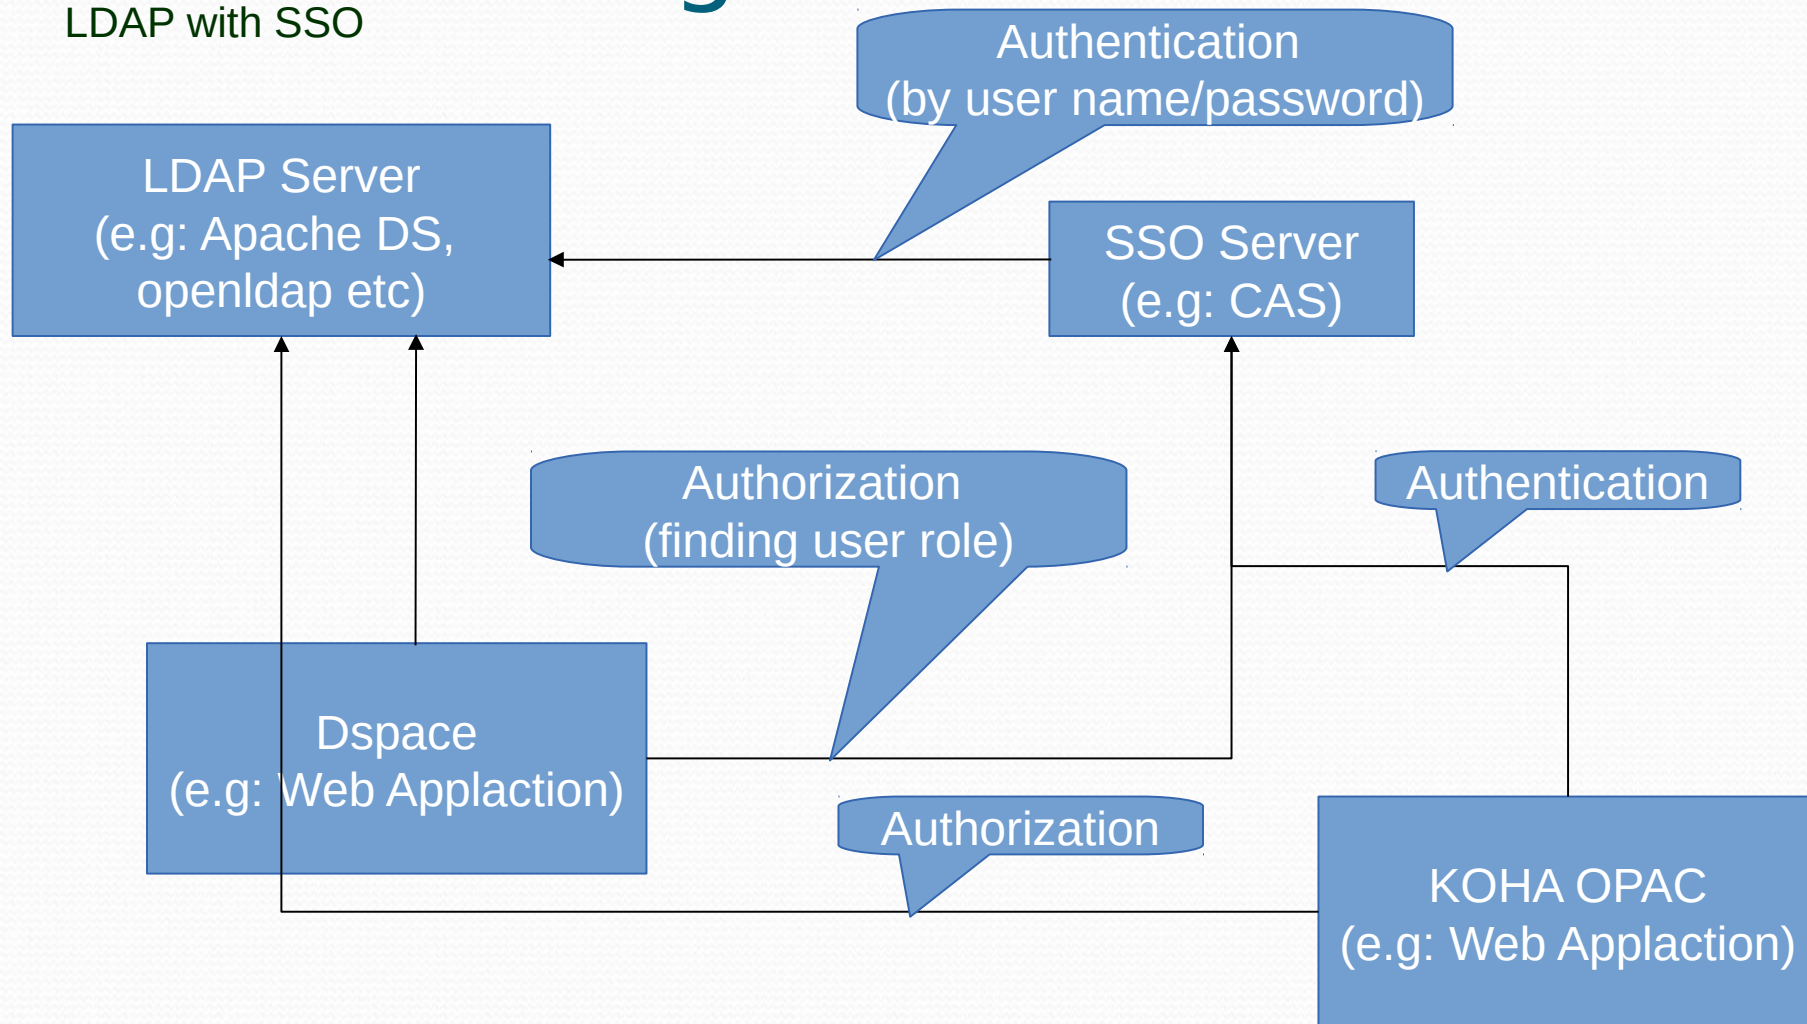 LDAP with SSO
Authentication
(by user name/password)
LDAP Server
(e.g: Apache DS,
openldap etc)
SSO Server
(e.g: CAS)
Authorization
(finding user role)
Authentication
Dspace
(e.g: Web Applaction)
Authorization
KOHA OPAC
(e.g: Web Applaction)